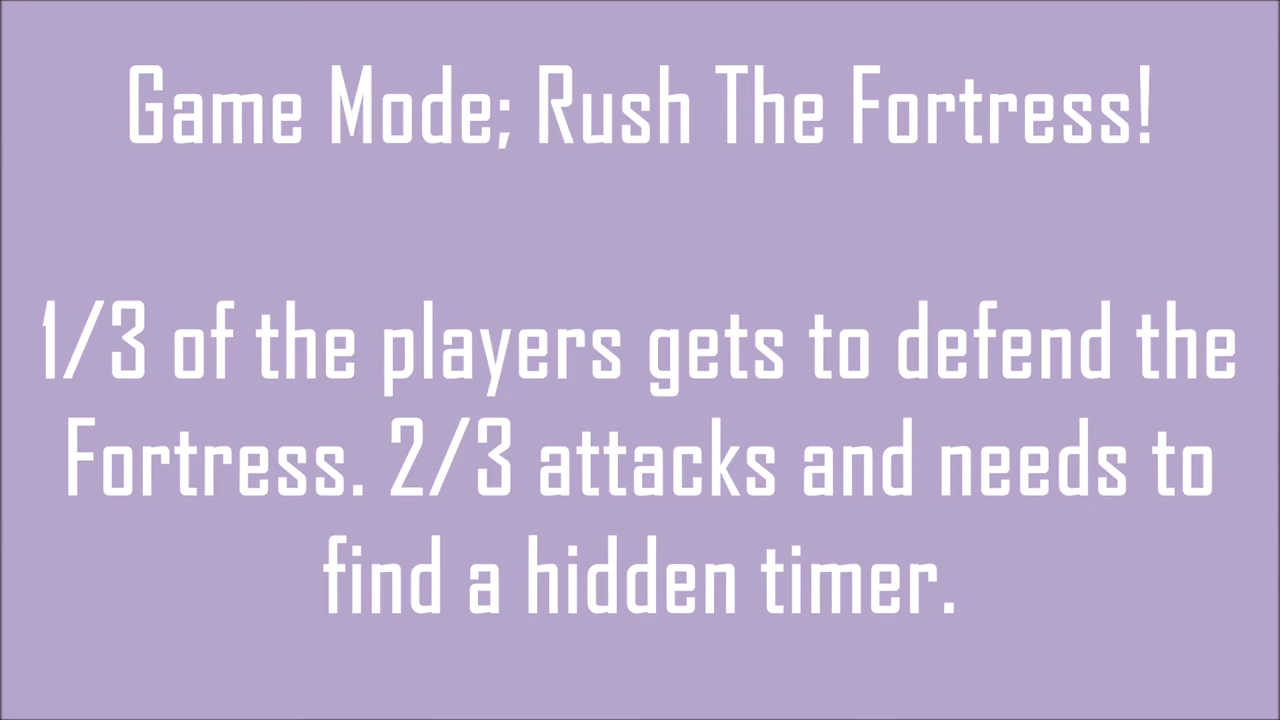 Game Mode; Rush The Fortress!
1/3 of the players gets to defend the
Fortress. 2/3 attacks and needs to
find a hidden timer.